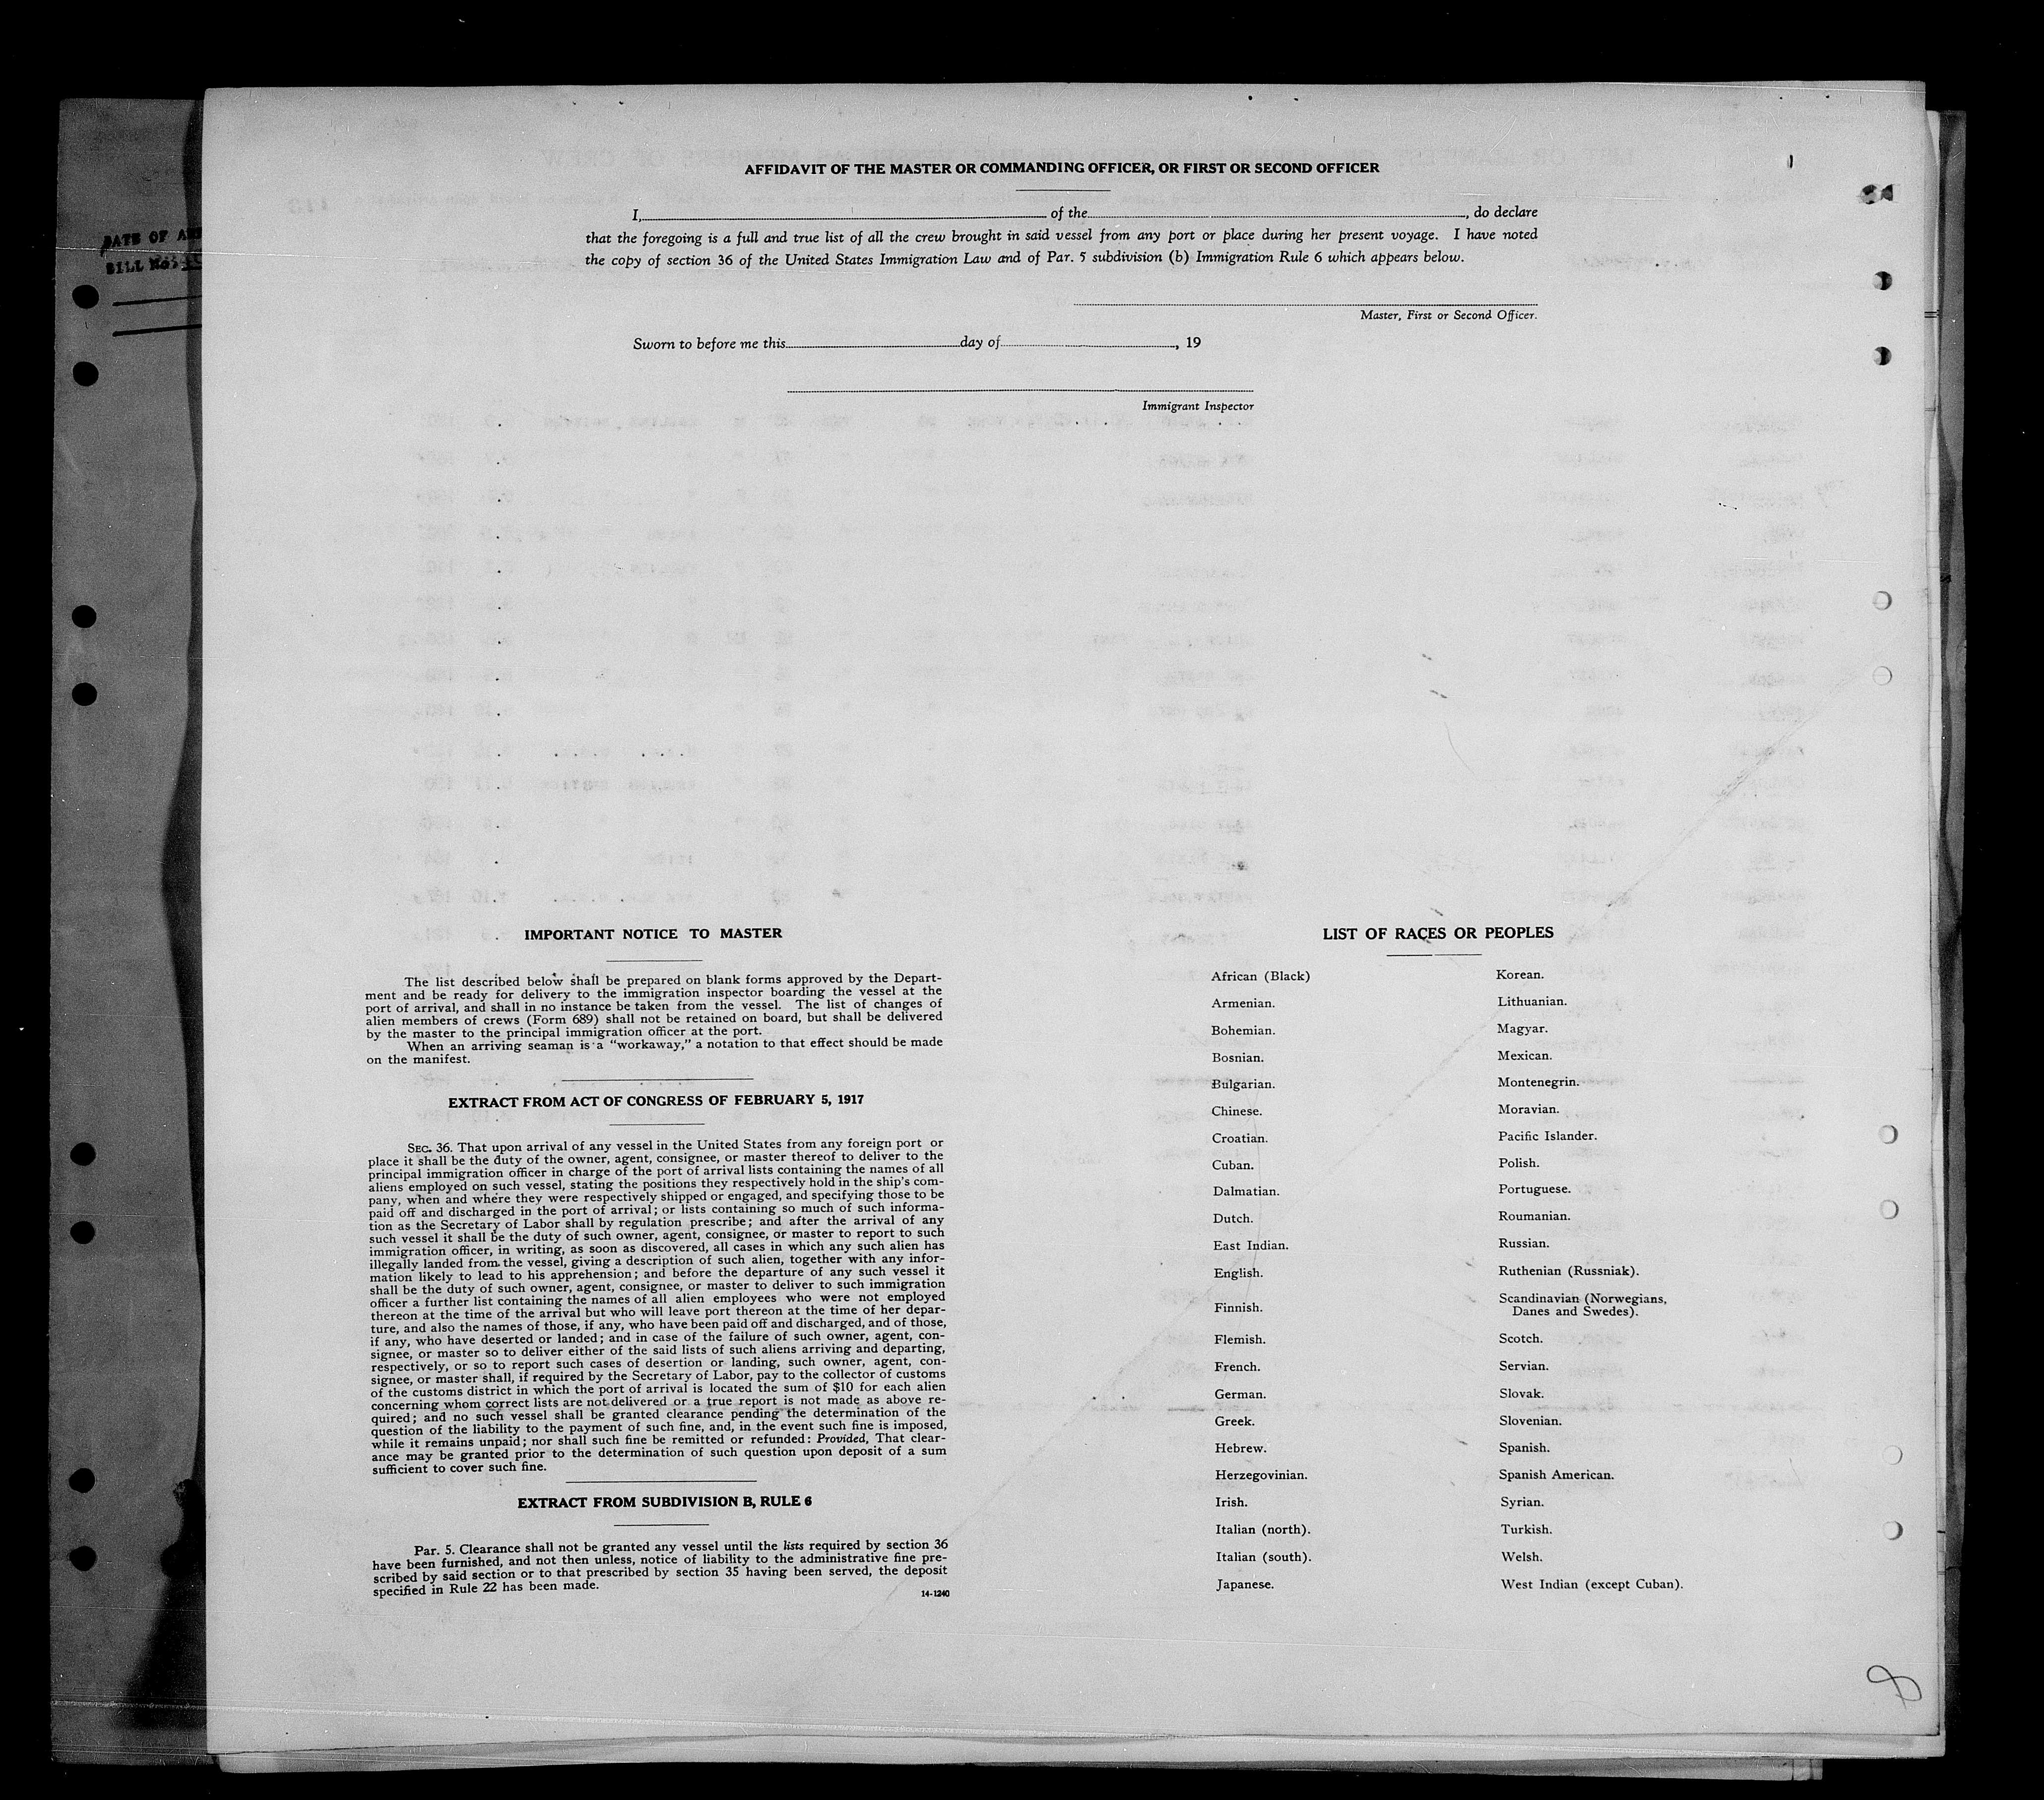 DATE OF
BILL No.
AFFIDAVIT OF THE MASTER OR COMMANDING OFFICER, OR FIRST OR SECOND OFFICER
I, of the , do declare
that the foregoing is a full and true list of all the crew brought in said vessel from any port or place during her present voyage. I have noted
the copy of section 36 of the United States Immigration Law and of Par. 5 subdivision (b) Immigration Rule 6 which appears below.
Master, First or Second Officer.
Sworn to before me this day of , 19
Immigrant Inspector
IMPORTANT NOTICE TO MASTER
The list described below shall be prepared on blank forms approved by the Depart-
ment and be ready for delivery to the immigration inspector boarding the vessel at the
port of arrival, and shall in no instance be taken from the vessel. The list of changes of
alien members of crews (Form 689) shall not be retained on board, but shall be delivered
by the master to the principal immigration officer at the port.
When an arriving seaman is a "workaway," a notation to that effect should be made
on the manifest.
EXTRACT FROM ACT OF CONGRESS OF FEBRUARY 5, 1917
SEC. 36. That upon arrival of any vessel in the United States from any foreign port or
place it shall be the duty of the owner, agent, consignee, or master thereof to deliver to the
principal immigration officer in charge of the port of arrival lists containing the names of all
aliens employed on such vessel, stating the positions they respectively hold in the ship's com-
pany, when and where they were respectively shipped or engaged, and specifying those to be
paid off and discharged in the port of arrival; or lists containing so much of such informa-
tion as the Secretary of Labor shall by regulation prescribe; and after the arrival of any
such vessel it shall be the duty of such owner, agent, consignee, or master to report to such
immigration officer, in writing, as soon as discovered, all cases in which any such alien has
illegally landed from the vessel, giving a description of such alien, together with any infor-
mation likely to lead to his apprehension; and before the departure of any such vessel it
shall be the duty of such owner, agent, consignee, or master to deliver to such immigration
officer a further list containing the names of all alien employees who were not employed
thereon at the time of the arrival but who will leave port thereon at the time of her depar-
ture, and also the names of those, if any, who have been paid off and discharged, and of those,
if any, who have deserted or landed; and in case of the failure of such owner, agent, con-
signee, or master so to deliver either of the said lists of such aliens arriving and departing,
respectively, or so to report such cases of desertion or landing, such owner, agent, con-
signee, or master shall, if required by the Secretary of Labor, pay to the collector of customs
of the customs district in which the port of arrival is located the sum of $10 for each alien
concerning whom correct lists are not delivered or a true report is not made as above re-
quired; and no such vessel shall be granted clearance pending the determination of the
question of the liability to the payment of such fine, and, in the event such fine is imposed,
while it remains unpaid; nor shall such fine be remitted or refunded: Provided, That clear-
ance may be granted prior to the determination of such question upon deposit of a sum
sufficient to cover such fine.
EXTRACT FROM SUBDIVISION B, RULE 6
Par. 5. Clearance shall not be granted any vessel until the lists required by section 36
have been furnished, and not then unless, notice of liability to the administrative fine pre-
scribed by said section or to that prescribed by section 35 having been served, the deposit
specified in Rule 22 has been made.
14-1240
LIST OF RACES OR PEOPLES
African (Black)
Armenian.
Bohemian.
Bosnian.
Bulgarian.
Chinese.
Croatian.
Cuban.
Dalmatian.
Dutch.
East Indian.
English.
Finnish.
Flemish.
French.
German.
Greek.
Hebrew.
Herzegovinian.
Irish.
Italian (north).
Italian (south).
Japanese.
Korean.
Lithuanian.
Magyar.
Mexican.
Montenegrin.
Moravian.
Pacific Islander.
Polish.
Portuguese.
Roumanian.
Russian.
Ruthenian (Russniak).
Scandinavian (Norwegians,
Danes and Swedes).
Scotch.
Servian.
Slovak.
Slovenian.
Spanish.
Spanish American.
Syrian.
Turkish.
Welsh.
West Indian (except Cuban).
8